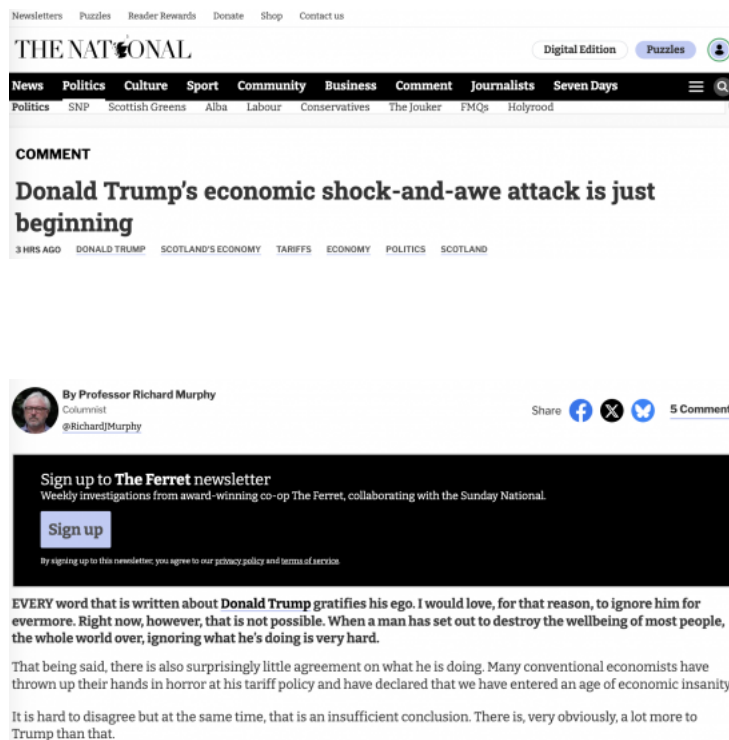 Newsletters Puzzles Reader Rewards Donate Shop Contact us
THE NATIONAL
Digital Edition Puzzles
News Politics Culture Sport Community Business Comment Journalists Seven Days
Politics SNP Scottish Greens Alba Labour Conservatives The Jouker FMQs Holyrood
COMMENT
Donald Trump's economic shock-and-awe attack is just
beginning
3 HRS AGO DONALD TRUMP SCOTLAND'S ECONOMY TARIFFS ECONOMY POLITICS SCOTLAND
By Professor Richard Murphy
Columnist
@RichardJMurphy
Share
5 Comment
Sign up to The Ferret newsletter
Weekly investigations from award-winning co-op The Ferret, collaborating with the Sunday National.
Sign up
By signing up to this newsletter, you agree to our privacy policy and terms of service.
EVERY word that is written about Donald Trump gratifies his ego. I would love, for that reason, to ignore him for
evermore. Right now, however, that is not possible. When a man has set out to destroy the wellbeing of most people,
the whole world over, ignoring what he's doing is very hard.
That being said, there is also surprisingly little agreement on what he is doing. Many conventional economists have
thrown up their hands in horror at his tariff policy and have declared that we have entered an age of economic insanity
It is hard to disagree but at the same time, that is an insufficient conclusion. There is, very obviously, a lot more to
Trump than that.